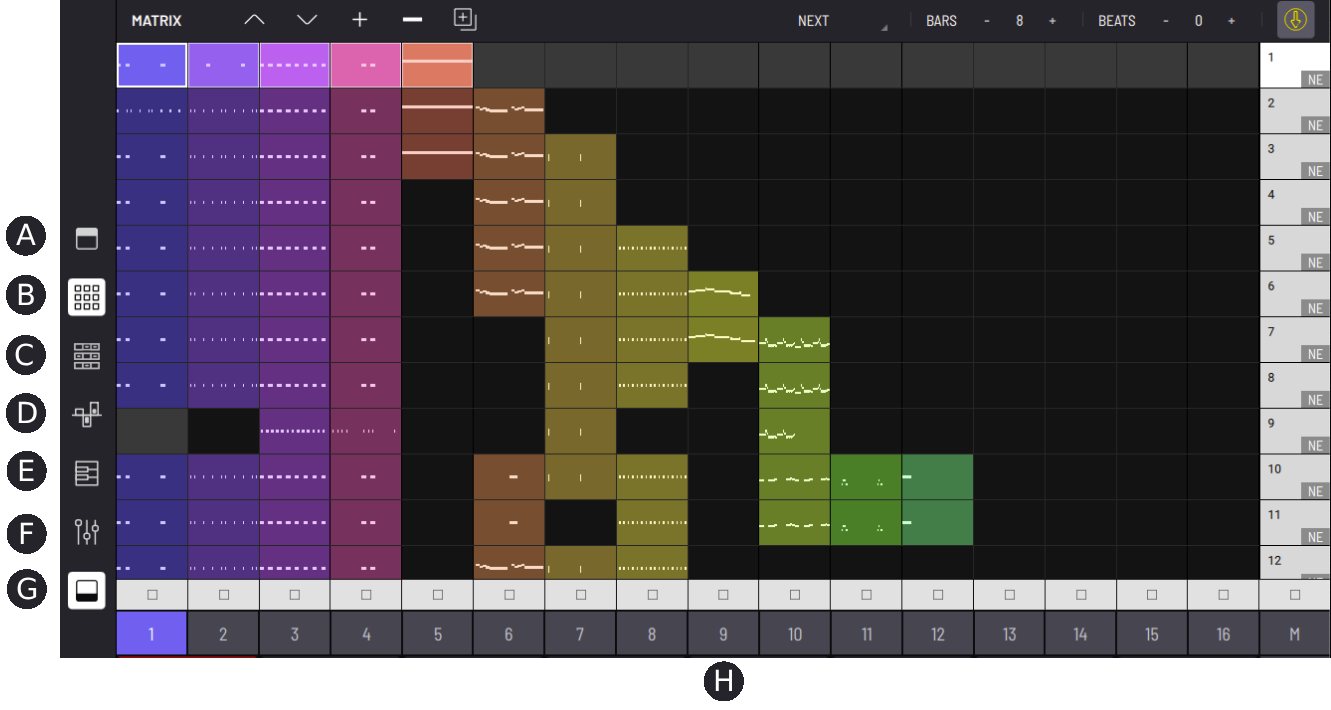 MATRIX NEXT BARS - 8 + BEATS - 0 +
1
NE
2
NE
3
NE
4
NE
A
5
NE
B
6
NE
C
7
NE
8
NE
D
9
NE
E
10
NE
F
11
NE
12
G
1 2 3 4 5 6 7 8 9 10 11 12 13 14 15 16 M
H